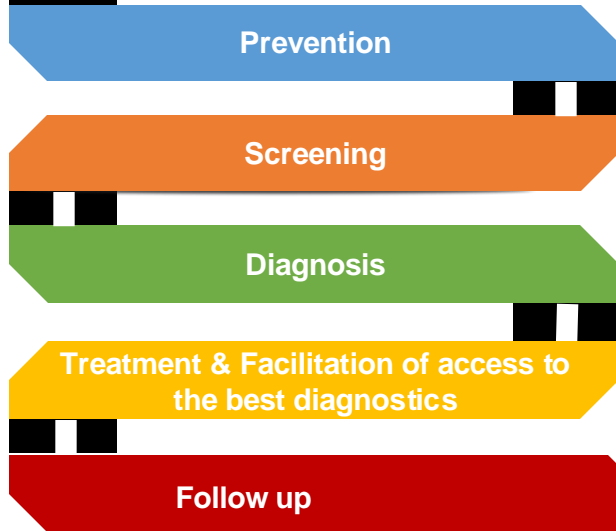 Prevention
Screening
Diagnosis
Treatment & Facilitation of access to
the best diagnostics
Follow up